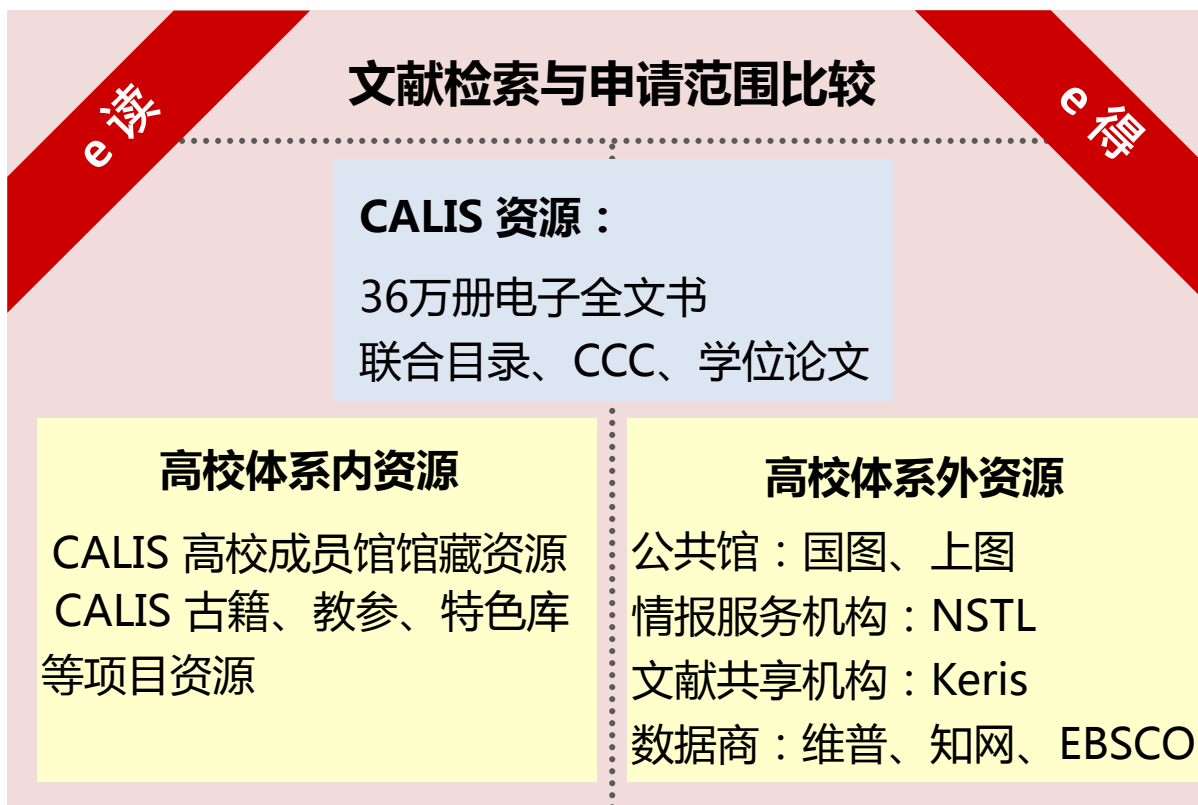 e 读
文献检索与申请范围比较
e 得
CALIS 资源：
36万册电子全文书
联合目录、CCC、学位论文
高校体系内资源
CALIS 高校成员馆馆藏资源
CALIS 古籍、教参、特色库
等项目资源
高校体系外资源
公共馆：国图、上图
情报服务机构：NSTL
文献共享机构：Keris
数据商：维普、知网、EBSCO